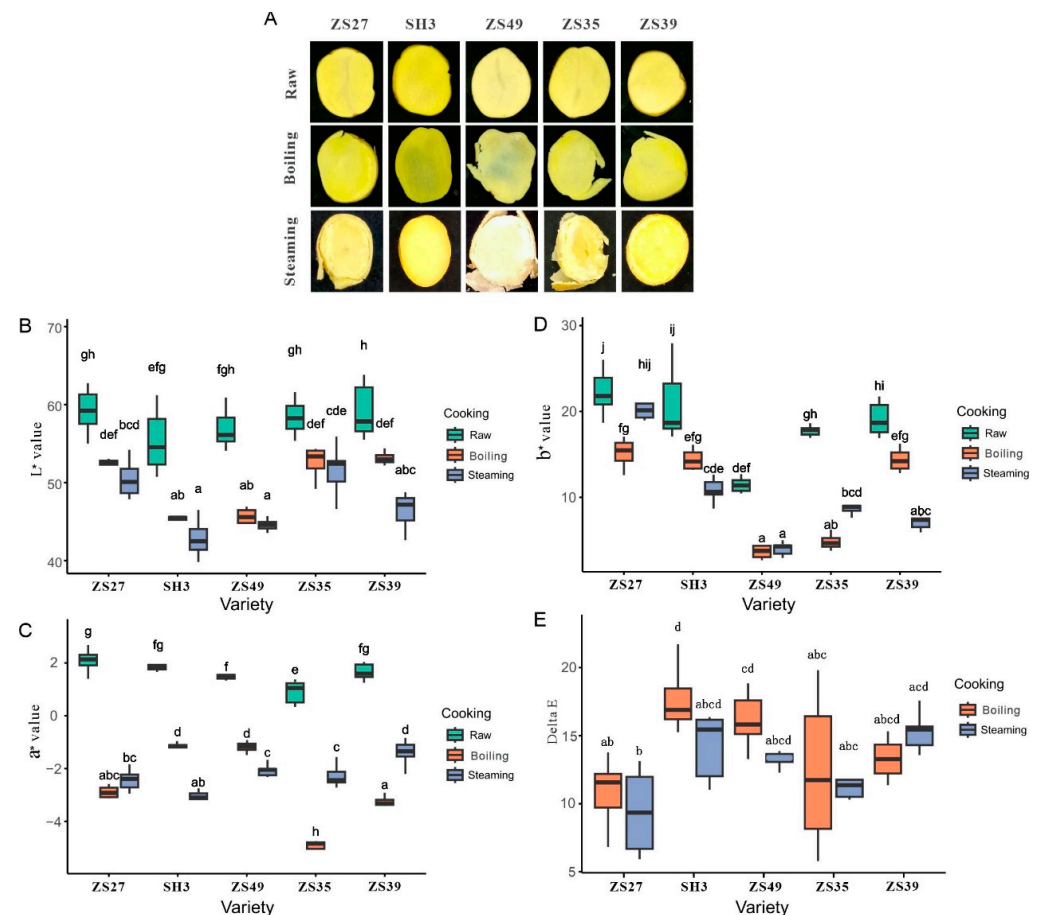 A
ZS27 SH3 ZS49 ZS35 ZS39
Raw
Boiling
Steaming
B
70
60
50
40
L* value
gh def bcd
efg ab a
fgh ab a
gh def cde
h def abc
Cooking
Raw
Boiling
Steaming
ZS27 SH3 ZS49 ZS35 ZS39
Variety
D
30
20
10
b* value
j fg hij
ij efg cde
def a a
gh ab bcd
hi efg abc
Cooking
Raw
Boiling
Steaming
ZS27 SH3 ZS49 ZS35 ZS39
Variety
C
2
0
−2
−4
a* value
g abc bc
fg d ab
f d c
e h c
fg a d
Cooking
Raw
Boiling
Steaming
ZS27 SH3 ZS49 ZS35 ZS39
Variety
E
20
15
10
5
Delta E
ab b
d abcd
cd abcd
abc abc
abcd acd
Cooking
Boiling
Steaming
ZS27 SH3 ZS49 ZS35 ZS39
Variety